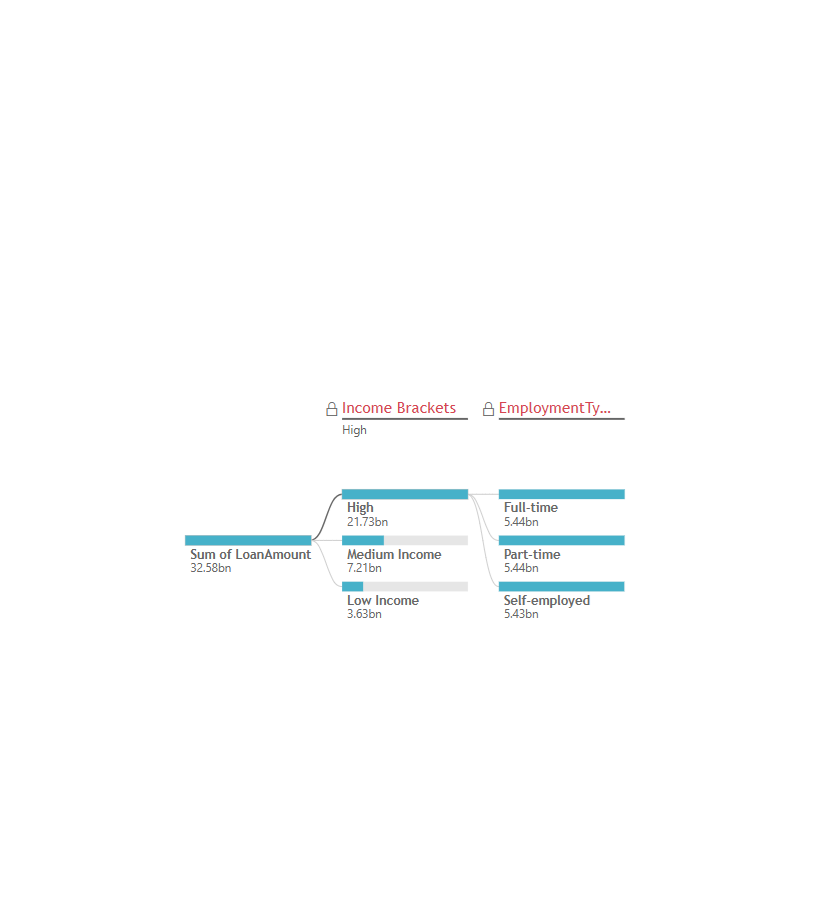 Income Brackets
EmploymentTy...
High
High
21.73bn
Full-time
5.44bn
Sum of LoanAmount
32.58bn
Medium Income
7.21bn
Part-time
5.44bn
Low Income
3.63bn
Self-employed
5.43bn